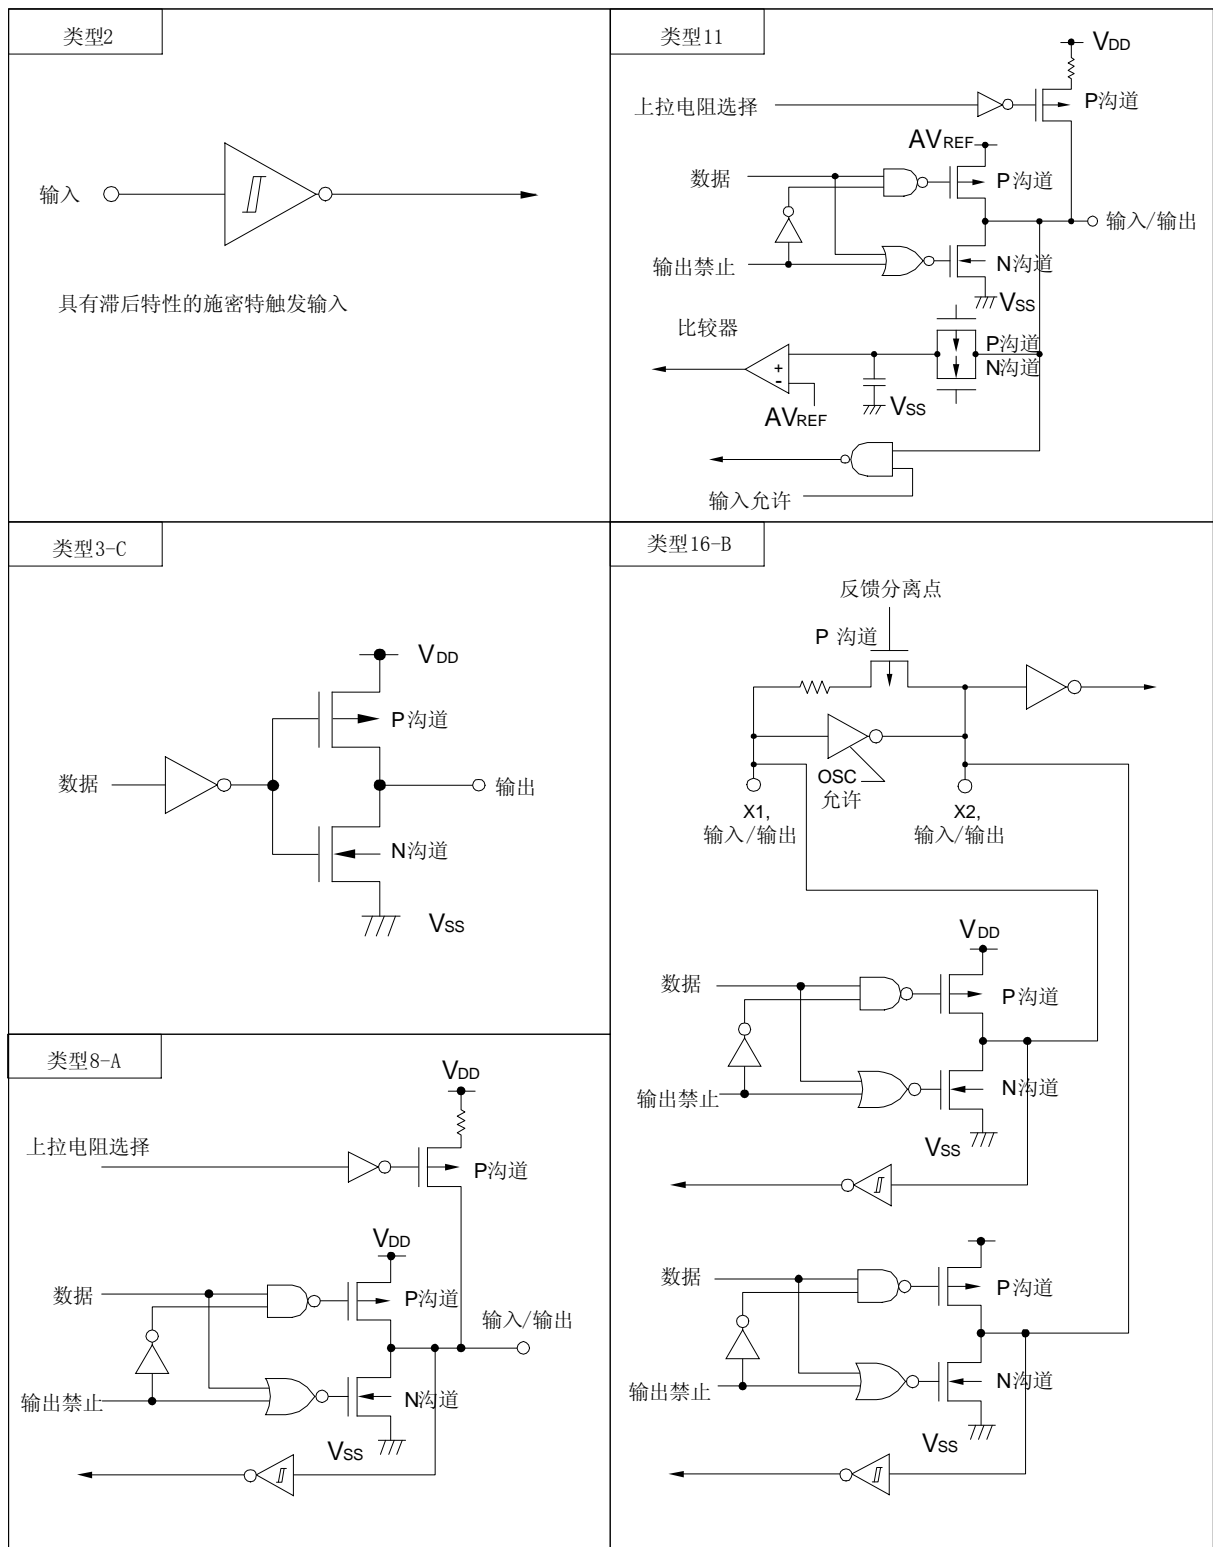 类型2
输入
具有滞后特性的施密特触发输入
类型11
VDD
上拉电阻选择
P沟道
AVREF
数据
P沟道
输入/输出
输出禁止
N沟道
VSS
比较器
P沟道
N沟道
+
-
AVREF
VSS
输入允许
类型3-C
VDD
P沟道
数据
输出
N沟道
VSS
类型16-B
反馈分离点
P 沟道
OSC
允许
X1,
输入/输出
X2,
输入/输出
VDD
数据
P沟道
输出禁止
N沟道
VSS
数据
P沟道
输出禁止
N沟道
VSS
类型8-A
VDD
上拉电阻选择
P沟道
VDD
数据
P沟道
输入/输出
输出禁止
N沟道
VSS